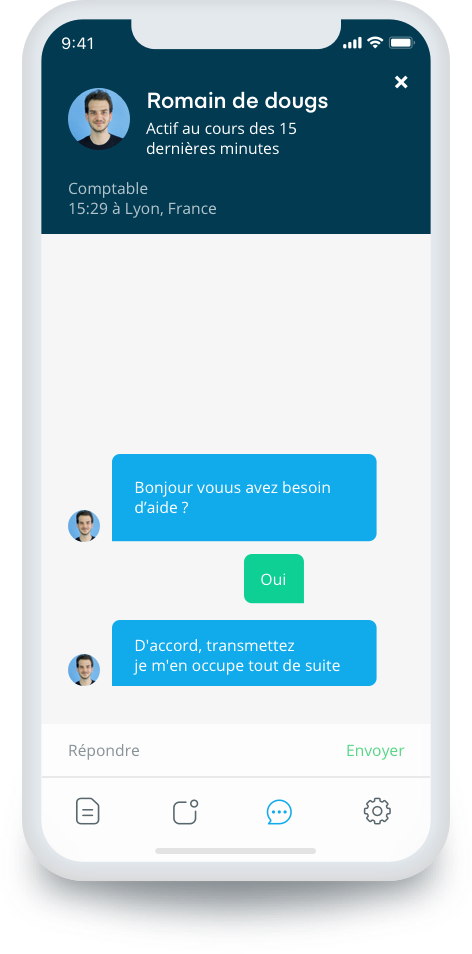 9:41
Romain de dougs
Actif au cours des 15
dernières minutes
Comptable
15:29 à Lyon, France
Bonjour vouus avez besoin
d’aide ?
Oui
D'accord, transmettez
je m'en occupe tout de suite
Répondre
Envoyer